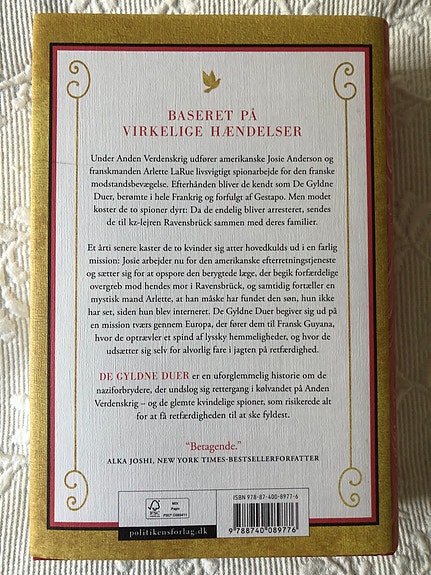 BASERET PÅ
VIRKELIGE HÆNDELSER
Under Anden Verdenskrig udfører amerikanske Josie Anderson og
franskmanden Arlette LaRue livsvigtigt spionarbejde for den franske
modstandsbevægelse. Efterhånden bliver de kendt som De Gyldne
Duer, berømte i hele Frankrig og forfulgt af Gestapo. Men modet
koster de to spioner dyrt: Da de endelig bliver arresteret, sendes
de til kz-lejren Ravensbrück sammen med deres familier.
Et årti senere kaster de to kvinder sig atter hovedkulds ud i en farlig
mission: Josie arbejder nu for den amerikanske efterretningstjeneste
og sætter sig for at opspore den berygtede læge, der begik forfærdelige
overgreb mod hendes mor i Ravensbrück, og samtidig fortæller en
mystisk mand Arlette, at han måske har fundet den søn, hun ikke
har set, siden hun blev interneret. De Gyldne Duer begiver sig ud på
en mission tværs gennem Europa, der fører dem til Fransk Guyana,
hvor de optrævler et spind af lyssky hemmeligheder, og hvor de
udsætter sig selv for alvorlig fare i jagten på retfærdighed.
DE GYLDNE DUER er en uforglemmelig historie om de
naziforbrydere, der undslog sig rettergang i kølvandet på Anden
Verdenskrig – og de glemte kvindelige spioner, som risikerede alt
for at få retfærdigheden til at ske fyldest.
"Betagende."
ALKA JOSHI, NEW YORK TIMES-BESTSELLERFORFATTER
FSC
MIX
Papir
politikensforlag.dk
ISBN 978-87-400-8977-6
9 788740 089776